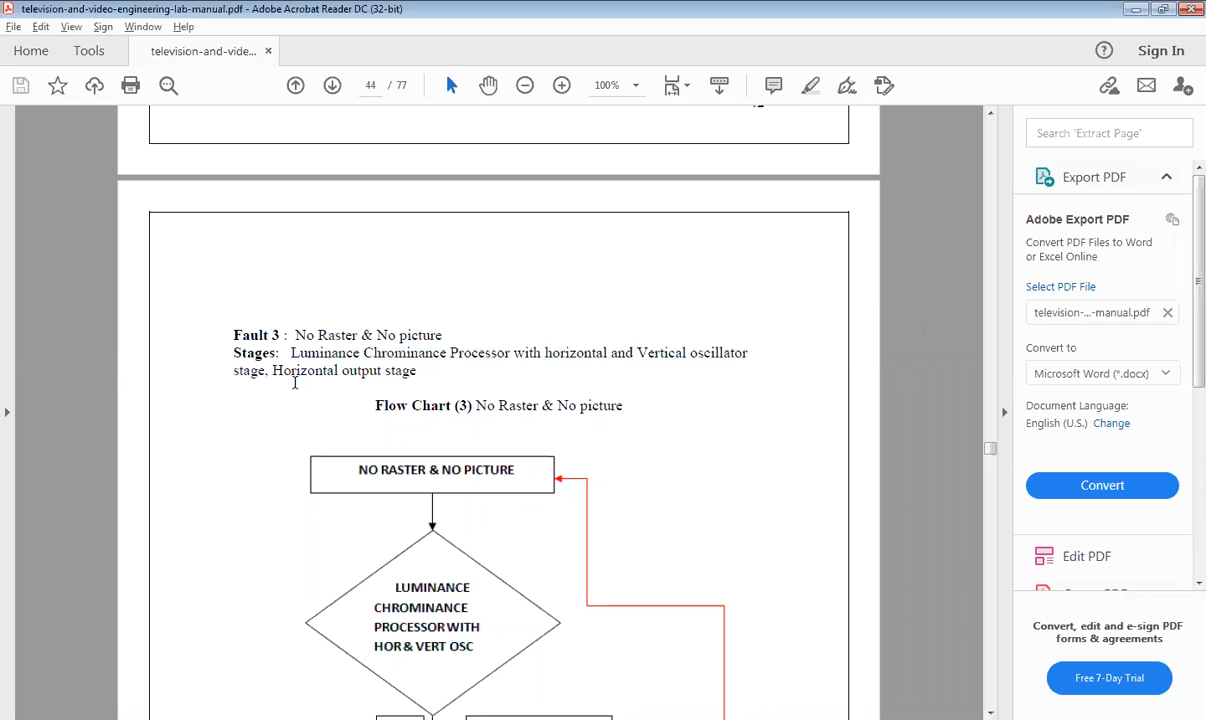 television-and-video-engineering-lab-manual.pdf - Adobe Acrobat Reader DC (32-bit)
File Edit View Sign Window Help
Home Tools television-and-vide... × Sign In
44 / 77 100%
Search 'Extract Page'
Export PDF
Adobe Export PDF
Convert PDF Files to Word
or Excel Online
Select PDF File
television-...-manual.pdf
Convert to
Microsoft Word (*.docx)
Document Language:
English (U.S.) Change
Convert
Edit PDF
Convert, edit and e-sign PDF
forms & agreements
Free 7-Day Trial
Fault 3 : No Raster & No picture
Stages: Luminance Chrominance Processor with horizontal and Vertical oscillator
stage, Horizontal output stage
Flow Chart (3) No Raster & No picture
NO RASTER & NO PICTURE
LUMINANCE
CHROMINANCE
PROCESSOR WITH
HOR & VERT OSC